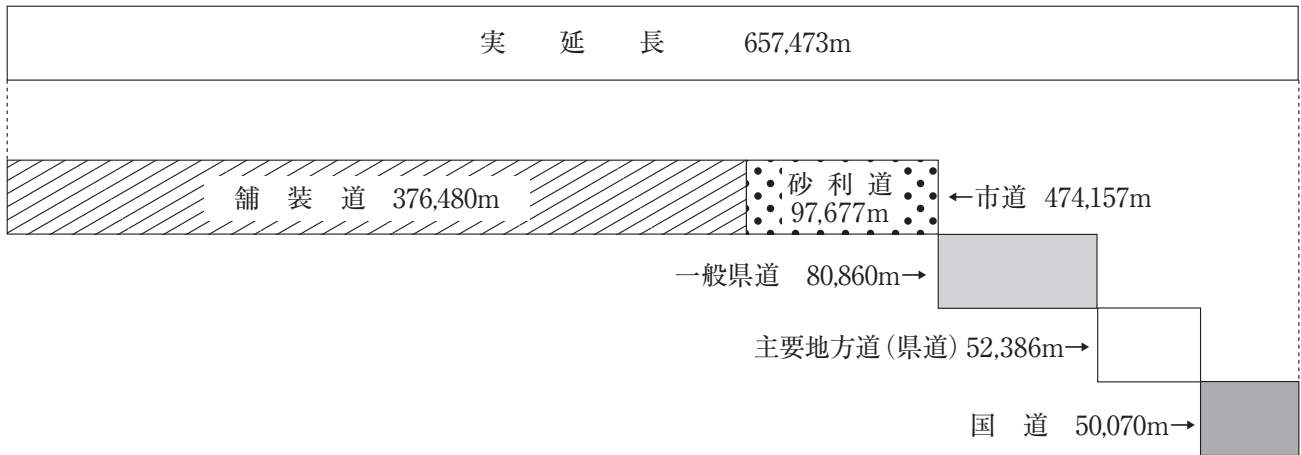 実延長 657,473m
舗装道 376,480m
砂利道
97,677m
←市道 474,157m
一般県道 80,860m→
主要地方道(県道) 52,386m→
国道 50,070m→